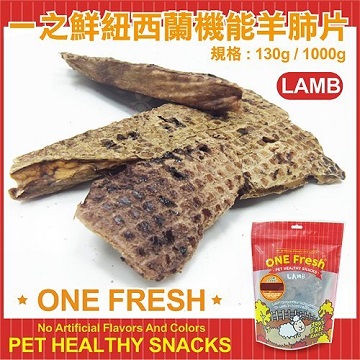 一之鮮紐西蘭機能羊肺片
規格：130g / 1000g
LAMB
ONE FRESH
No Artificial Flavors And Colors
PET HEALTHY SNACKS
ONE Fresh
PET HEALTHY SNACKS
LAMB